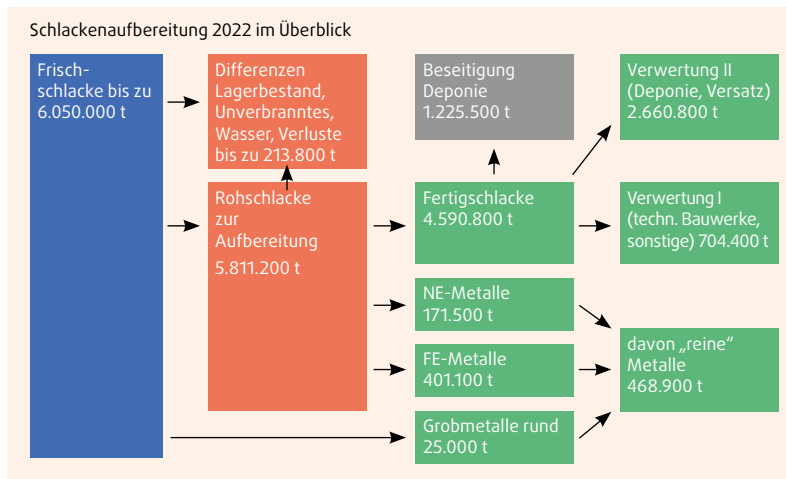 Schlackenaufbereitung 2022 im Überblick
Frisch-
schlacke bis zu
6.050.000 t
Differenzen
Lagerbestand,
Unverbranntes,
Wasser, Verluste
bis zu 213.800 t
Rohschlacke
zur
Aufbereitung
5.811.200 t
Beseitigung
Deponie
1.225.500 t
Fertigschlacke
4.590.800 t
NE-Metalle
171.500 t
FE-Metalle
401.100 t
Grobmetalle rund
25.000 t
Verwertung II
(Deponie, Versatz)
2.660.800 t
Verwertung I
(techn. Bauwerke,
sonstige) 704.400 t
davon „reine“
Metalle
468.900 t